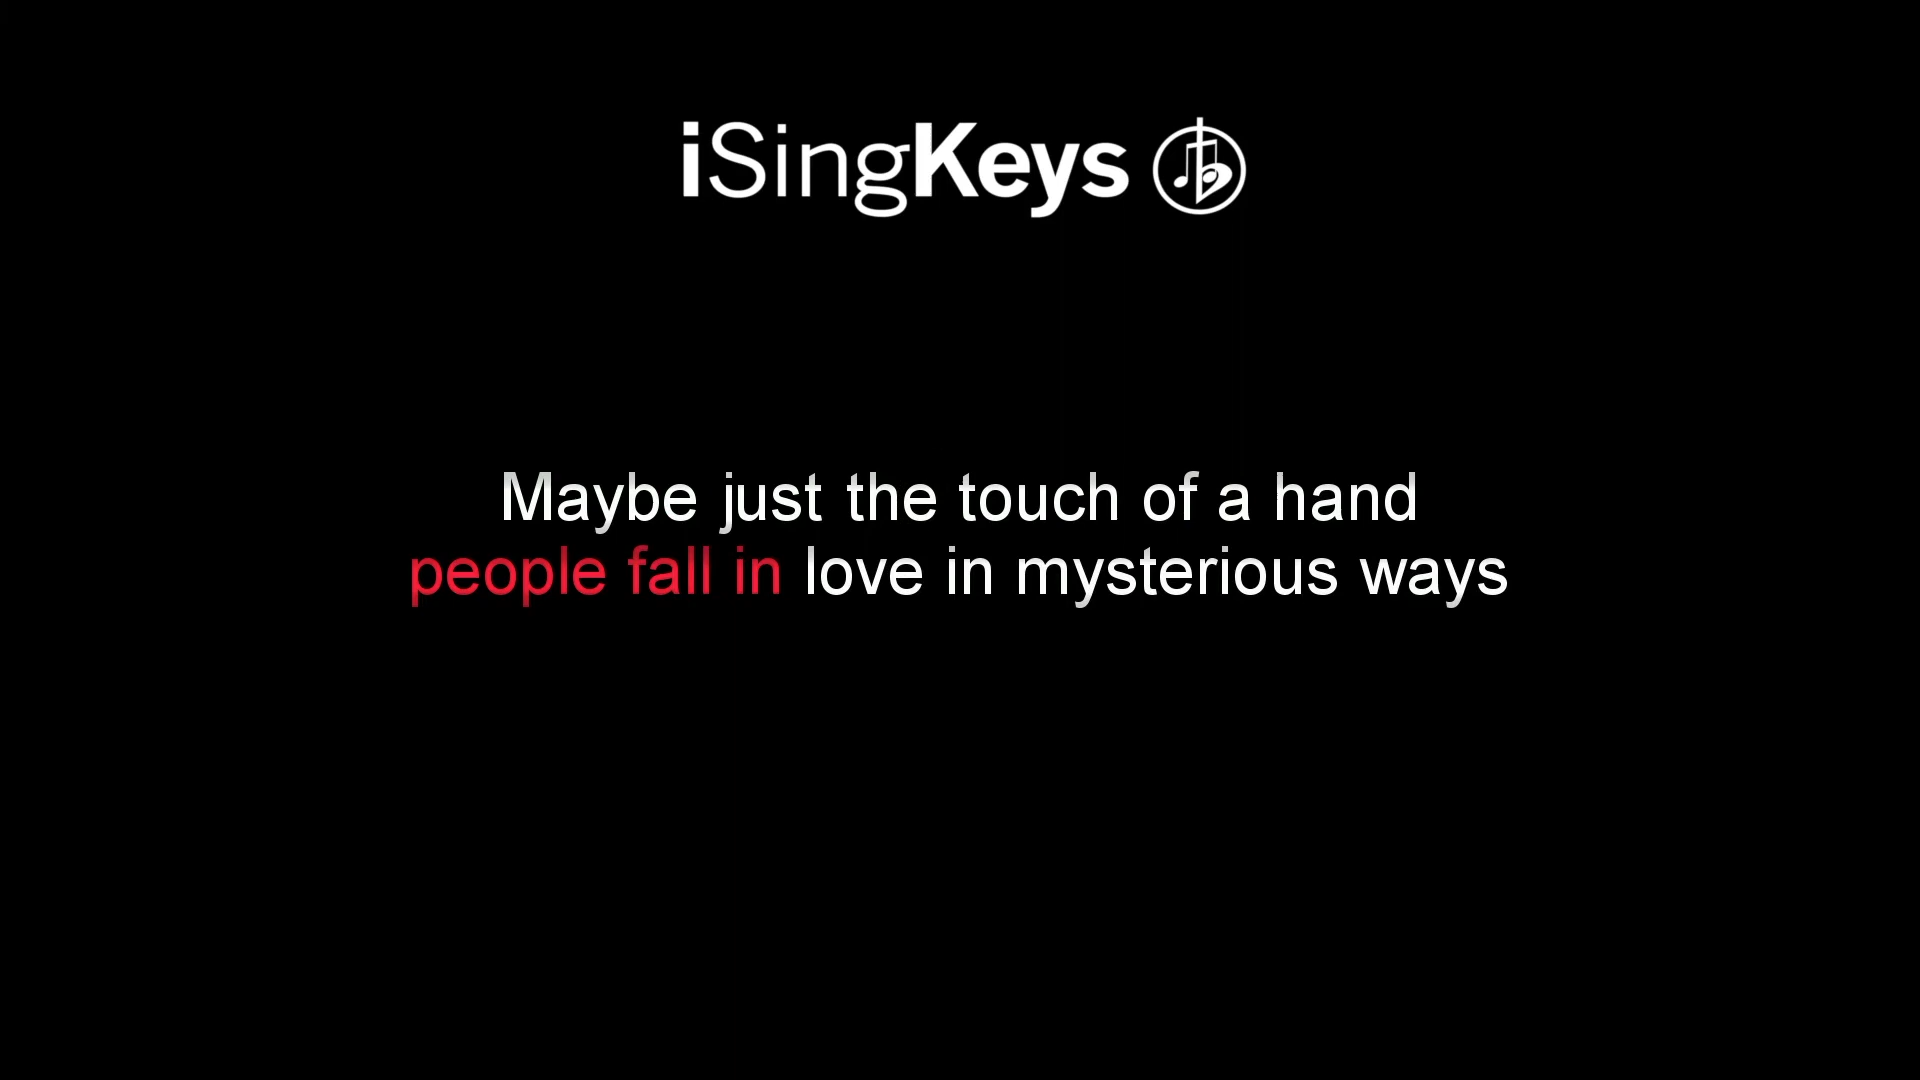 iSingKeys
Maybe just the touch of a hand
people fall in love in mysterious ways